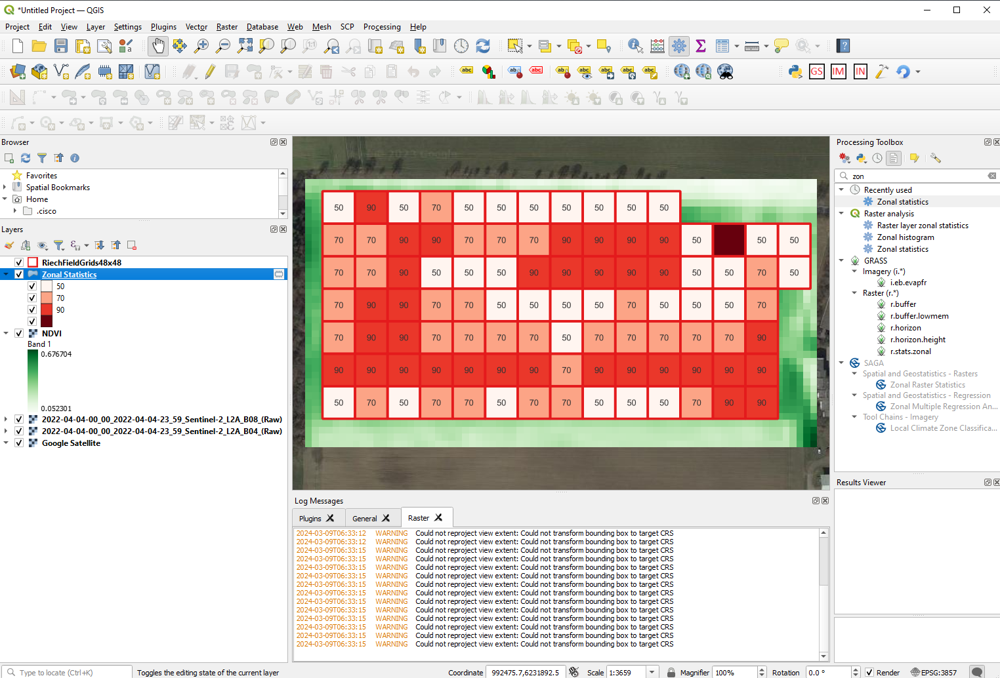 *Untitled Project — QGIS
Project Edit View Layer Settings Plugins Vector Raster Database Web Mesh SCP Processing Help
1:1
abc abc abc abc abc abc abc abc abc GS IM IN
Browser
Favorites
Spatial Bookmarks
Home
.cisco
Layers
RiechFieldGrids48x48
Zonal Statistics
50
70
90
NDVI
Band 1
0.676704
0.052301
2022-04-04-00_00_2022-04-04-23_59_Sentinel-2_L2A_B08_(Raw)
2022-04-04-00_00_2022-04-04-23_59_Sentinel-2_L2A_B04_(Raw)
Google Satellite
50 90 50 70 50 50 50 50 50 50 50
70 70 90 90 70 70 70 90 90 90 90 50 50 50
70 70 90 50 50 50 90 90 90 90 90 50 50 70 50
70 90 90 70 70 50 50 50 50 70 50 50 50 70
70 90 90 70 70 70 70 50 70 70 70 70 70 90
90 90 90 90 90 90 90 70 90 90 90 90 90 90
50 70 50 70 70 50 70 70 50 50 50 70 90 90
Log Messages
Plugins General Raster
2024-03-09T06:33:12 WARNING Could not reproject view extent: Could not transform bounding box to target CRS
2024-03-09T06:33:12 WARNING Could not reproject view extent: Could not transform bounding box to target CRS
2024-03-09T06:33:15 WARNING Could not reproject view extent: Could not transform bounding box to target CRS
2024-03-09T06:33:15 WARNING Could not reproject view extent: Could not transform bounding box to target CRS
2024-03-09T06:33:15 WARNING Could not reproject view extent: Could not transform bounding box to target CRS
2024-03-09T06:33:15 WARNING Could not reproject view extent: Could not transform bounding box to target CRS
2024-03-09T06:33:15 WARNING Could not reproject view extent: Could not transform bounding box to target CRS
2024-03-09T06:33:15 WARNING Could not reproject view extent: Could not transform bounding box to target CRS
2024-03-09T06:33:15 WARNING Could not reproject view extent: Could not transform bounding box to target CRS
2024-03-09T06:33:15 WARNING Could not reproject view extent: Could not transform bounding box to target CRS
2024-03-09T06:33:15 WARNING Could not reproject view extent: Could not transform bounding box to target CRS
2024-03-09T06:33:15 WARNING Could not reproject view extent: Could not transform bounding box to target CRS
2024-03-09T06:33:15 WARNING Could not reproject view extent: Could not transform bounding box to target CRS
2024-03-09T06:33:15 WARNING Could not reproject view extent: Could not transform bounding box to target CRS
Processing Toolbox
zon
Recently used
Zonal statistics
Raster analysis
Raster layer zonal statistics
Zonal histogram
Zonal statistics
GRASS
Imagery (i.*)
i.eb.evapfr
Raster (r.*)
r.buffer
r.buffer.lowmem
r.horizon
r.horizon.height
r.stats.zonal
SAGA
Spatial and Geostatistics - Rasters
Zonal Raster Statistics
Spatial and Geostatistics - Regression
Zonal Multiple Regression An...
Tool Chains - Imagery
Local Climate Zone Classifica...
Results Viewer
Type to locate (Ctrl+K) Toggles the editing state of the current layer Coordinate 992475.7,6231892.5 Scale 1:3659 Magnifier 100% Rotation 0.0 ° Render EPSG:3857